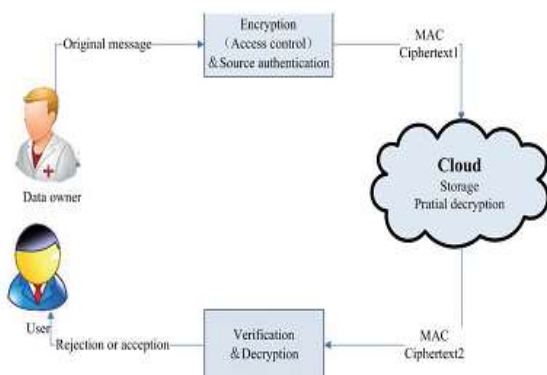 Encryption
(Access control)
&Source authentication
Original message
MAC
Ciphertext1
Cloud
Storage
Pratial decryption
Data owner
User
Rejection or acception
Verification
&Decryption
MAC
Ciphertext2